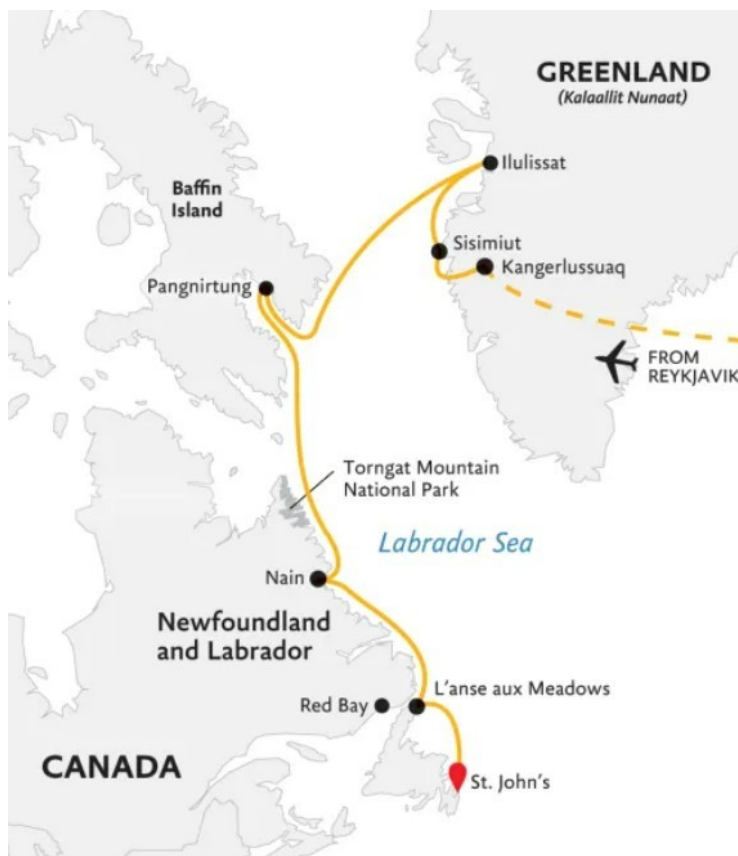 GREENLAND
(Kalaallit Nunaat)
Ilulissat
Baffin
Island
Sisimiut
Kangerlussuaq
Pangnirtung
FROM
REYKJAVIK
Torngat Mountain
National Park
Labrador Sea
Nain
Newfoundland
and Labrador
L'anse aux Meadows
Red Bay
CANADA
St. John's